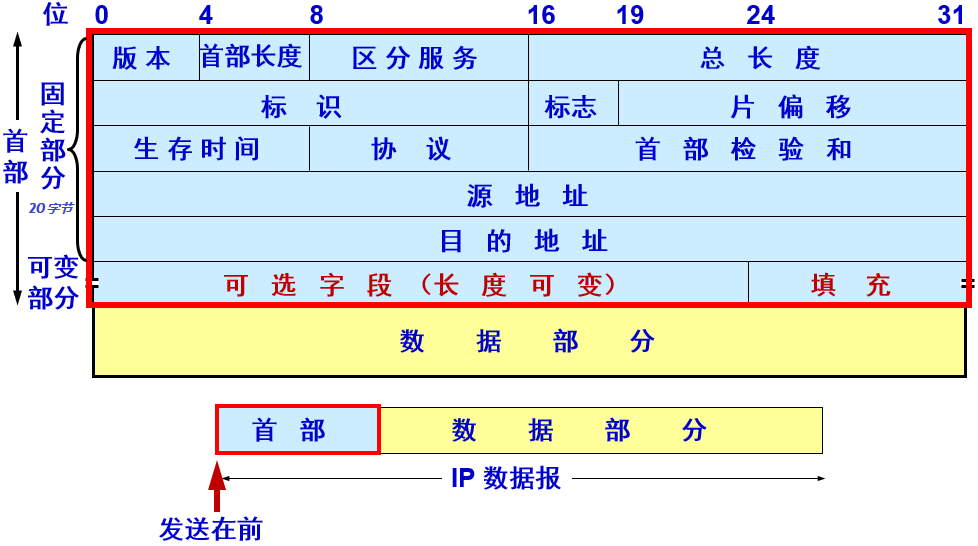 位 0 4 8 16 19 24 31
版本 首部长度 区分服务 总长度
标识 标志 片偏移
生存时间 协议 首部检验和
源地址
目的地址
可选字段（长度可变） 填充
数据部分
首部
固定部分
20字节
可变
部分
首部 数据部分
IP 数据报
发送在前